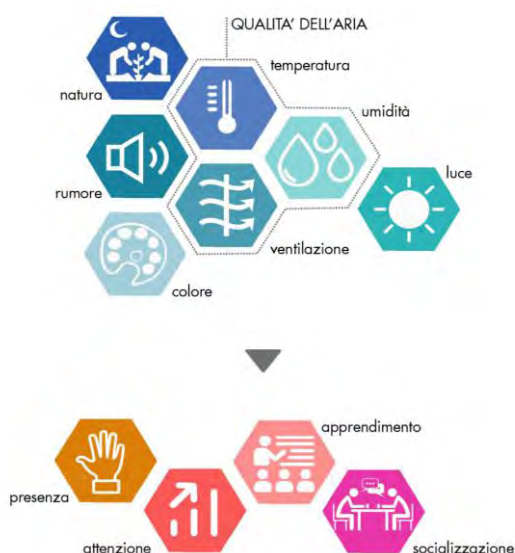 QUALITA' DELL'ARIA
temperatura
natura
umidità
luce
rumore
ventilazione
colore
apprendimento
presenza
attenzione
socializzazione